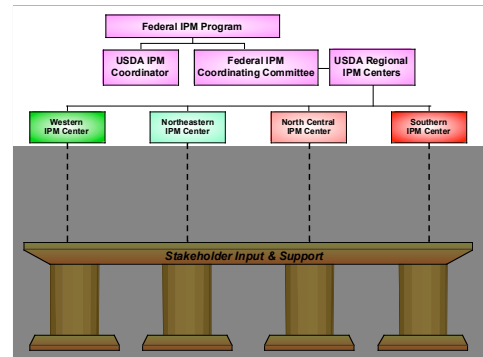 Federal IPM Program
USDA IPM
Coordinator
Federal IPM
Coordinating Committee
USDA Regional
IPM Centers
Western
IPM Center
Northeastern
IPM Center
North Central
IPM Center
Southern
IPM Center
Stakeholder Input & Support